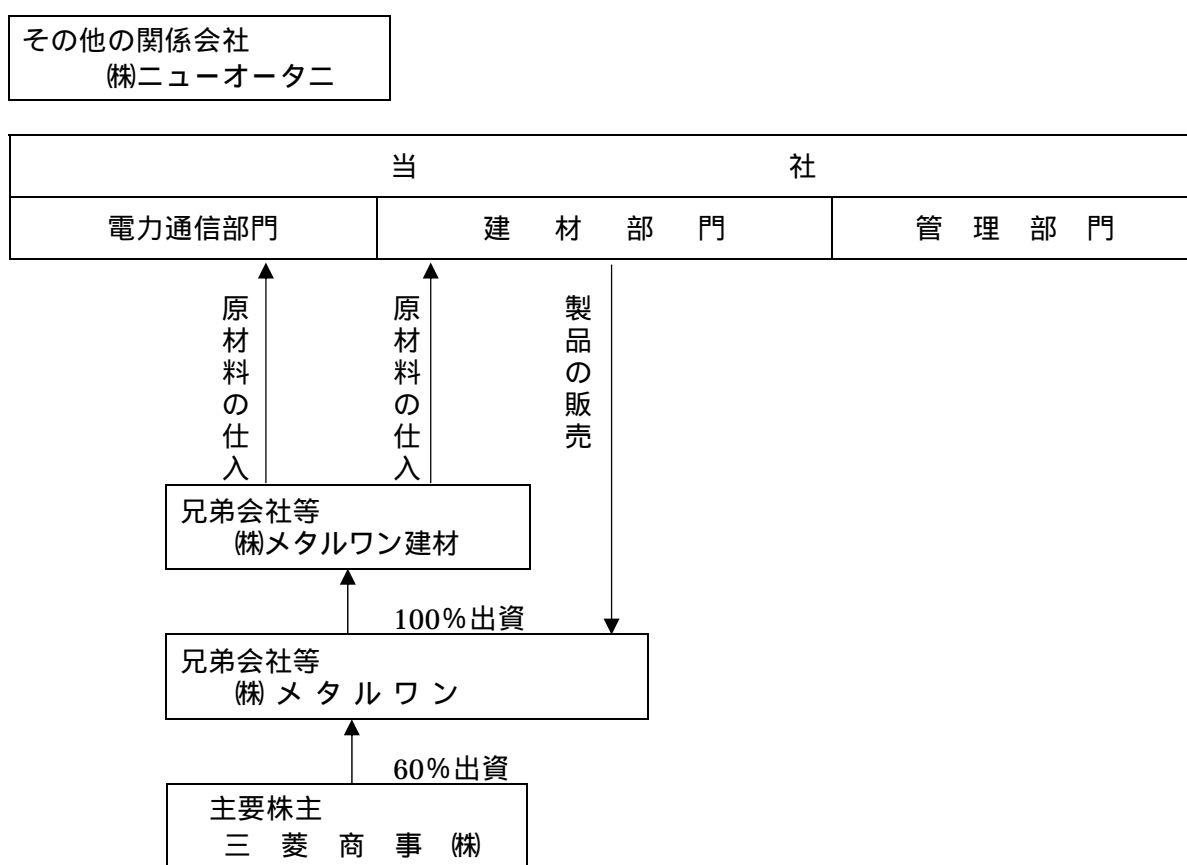 その他の関係会社
㈱ニューオータニ
当 社
電力通信部門 建材部門 管理部門
原材料の仕入
原材料の仕入
製品の販売
兄弟会社等
㈱メタルワン建材
100%出資
兄弟会社等
㈱メタルワン
60%出資
主要株主
三菱商事㈱